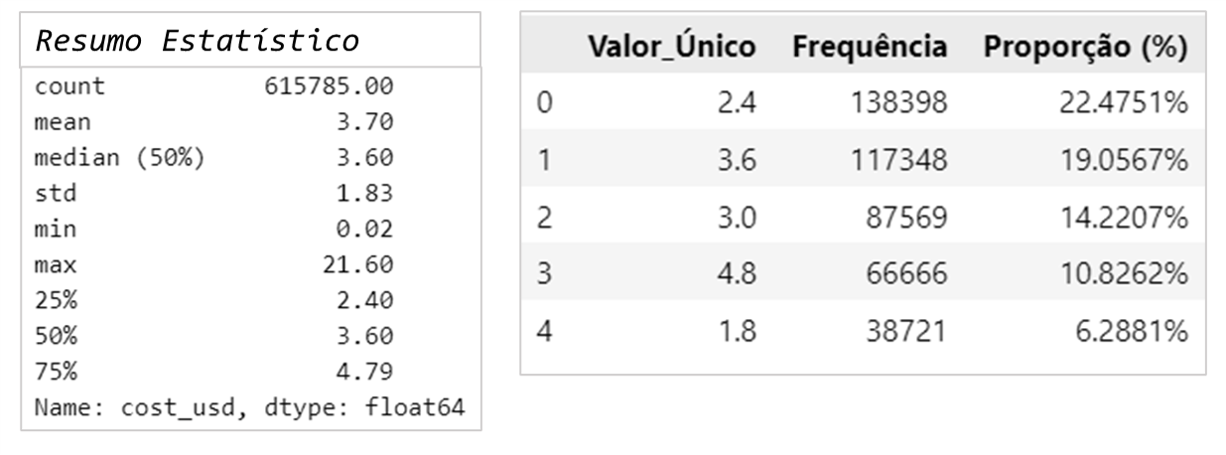 Resumo Estatístico
count 615785.00
mean 3.70
median (50%) 3.60
std 1.83
min 0.02
max 21.60
25% 2.40
50% 3.60
75% 4.79
Name: cost_usd, dtype: float64
Valor_Único Frequência Proporção (%)
0 2.4 138398 22.4751%
1 3.6 117348 19.0567%
2 3.0 87569 14.2207%
3 4.8 66666 10.8262%
4 1.8 38721 6.2881%